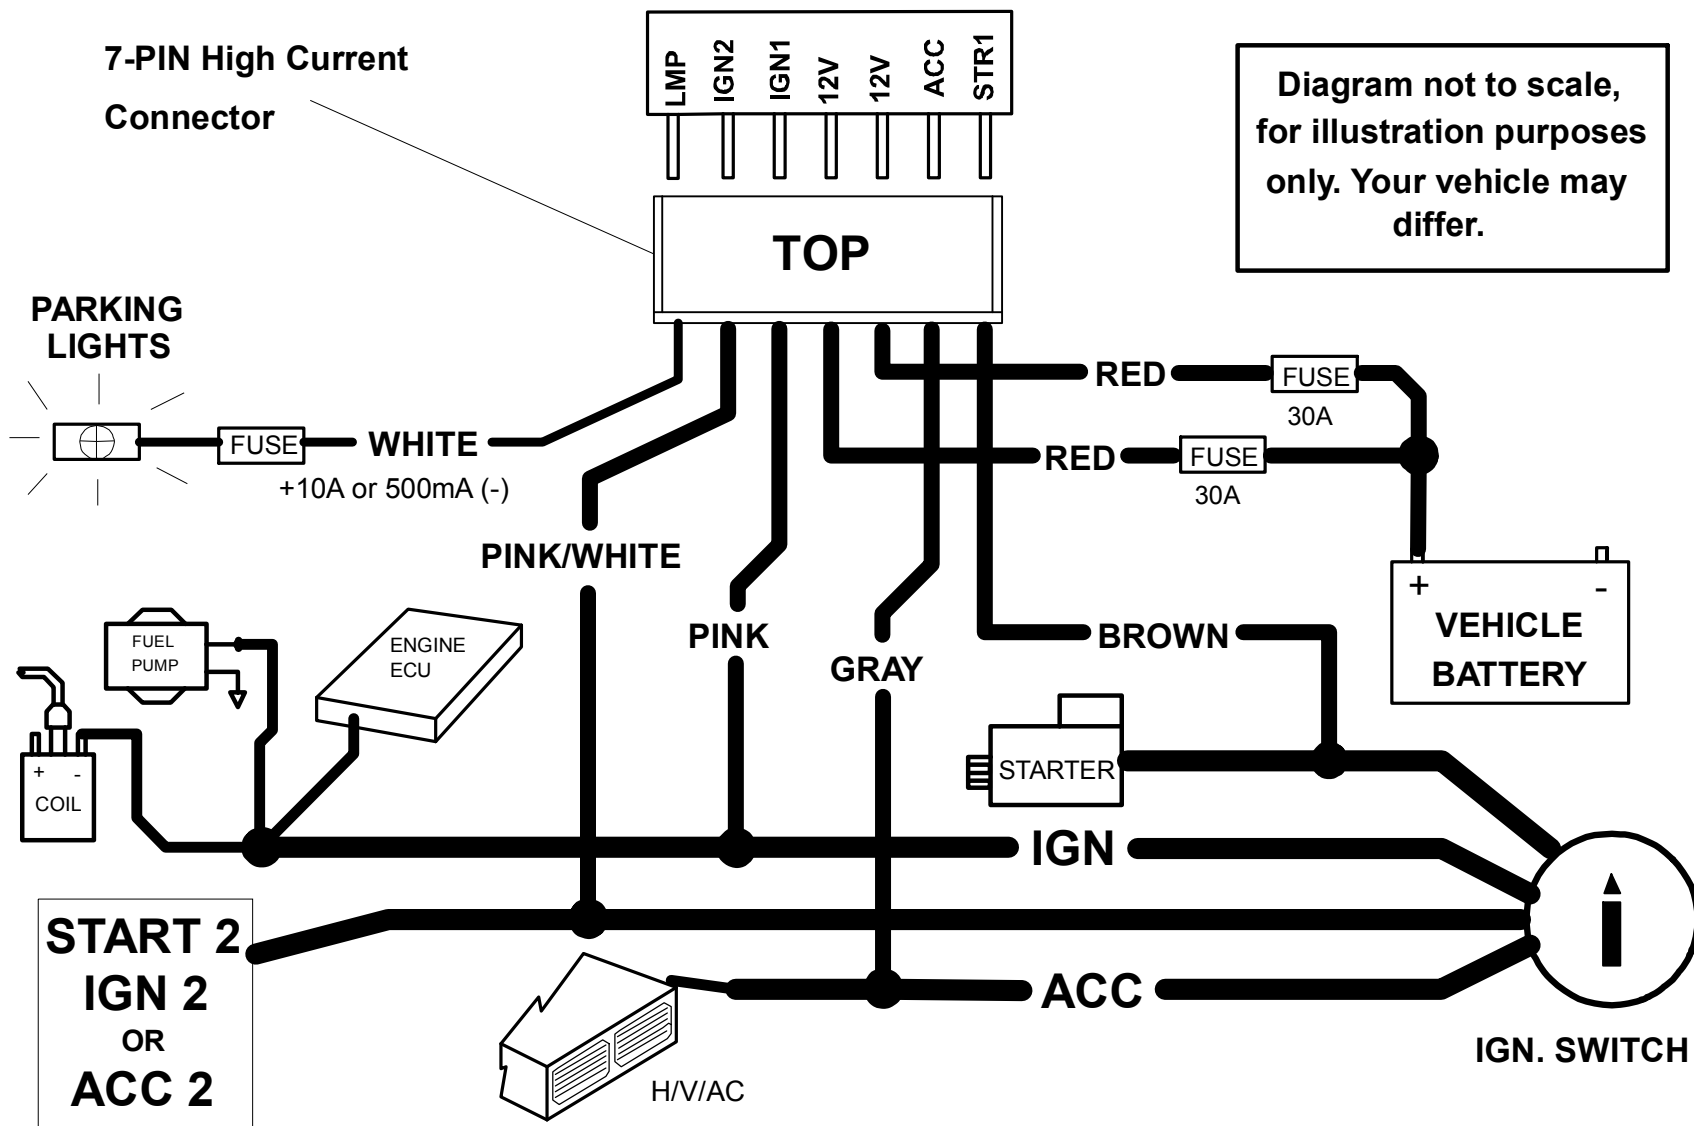 7-PIN High Current
Connector
LMP
IGN2
IGN1
12V
12V
ACC
STR1
Diagram not to scale,
for illustration purposes
only. Your vehicle may
differ.
TOP
PARKING
LIGHTS
FUSE
WHITE
+10A or 500mA (-)
RED
FUSE
30A
RED
FUSE
30A
PINK/WHITE
PINK
GRAY
BROWN
+
-
VEHICLE
BATTERY
FUEL
PUMP
ENGINE
ECU
+ -
COIL
STARTER
IGN
START 2
IGN 2
OR
ACC 2
ACC
H/V/AC
IGN. SWITCH